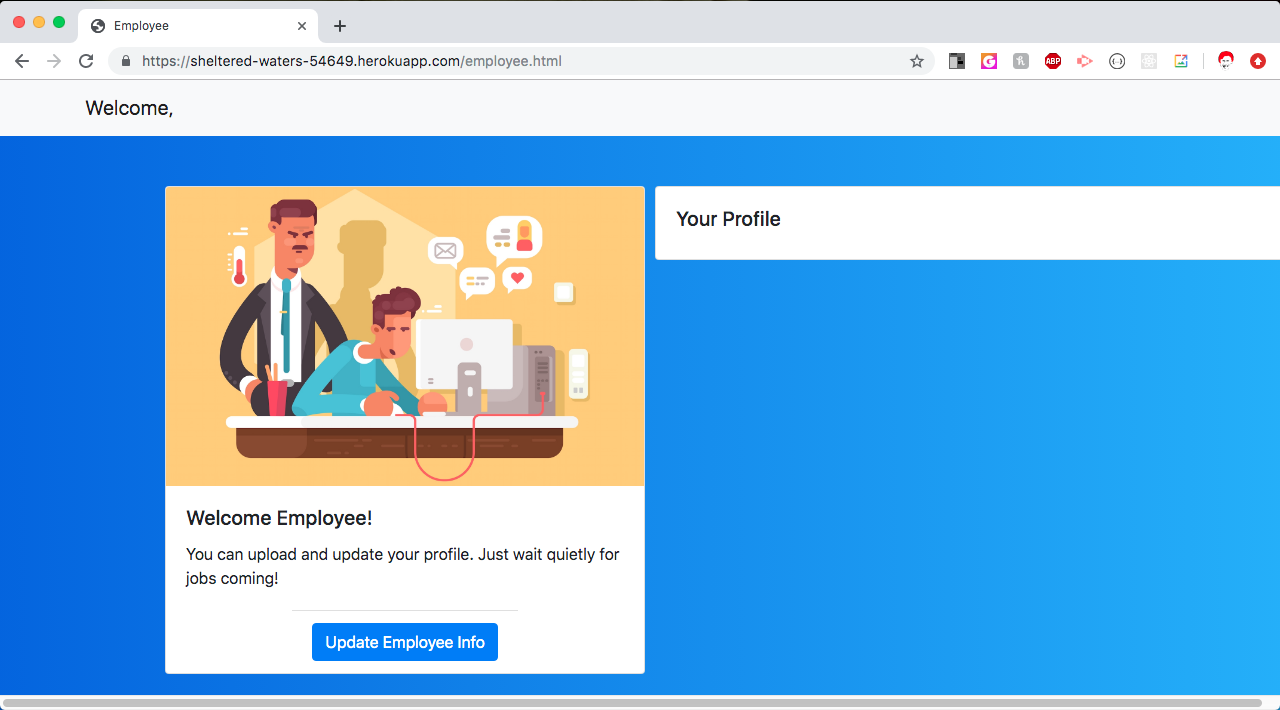 Employee
https://sheltered-waters-54649.herokuapp.com/employee.html
ABP
Welcome,
Your Profile
Welcome Employee!
You can upload and update your profile. Just wait quietly for
jobs coming!
Update Employee Info